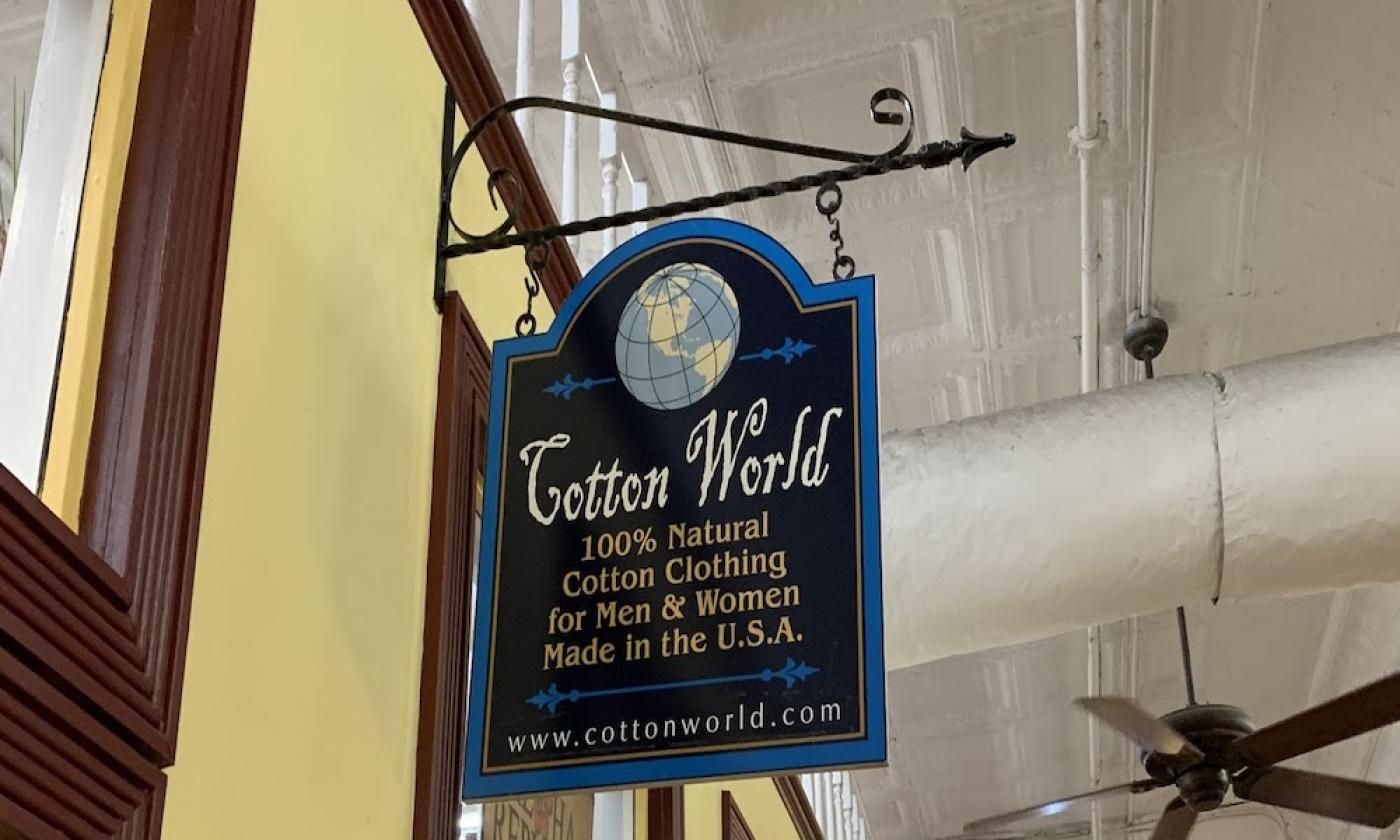 Cotton World
100% Natural
Cotton Clothing
for Men & Women
Made in the U.S.A.
www.cottonworld.com